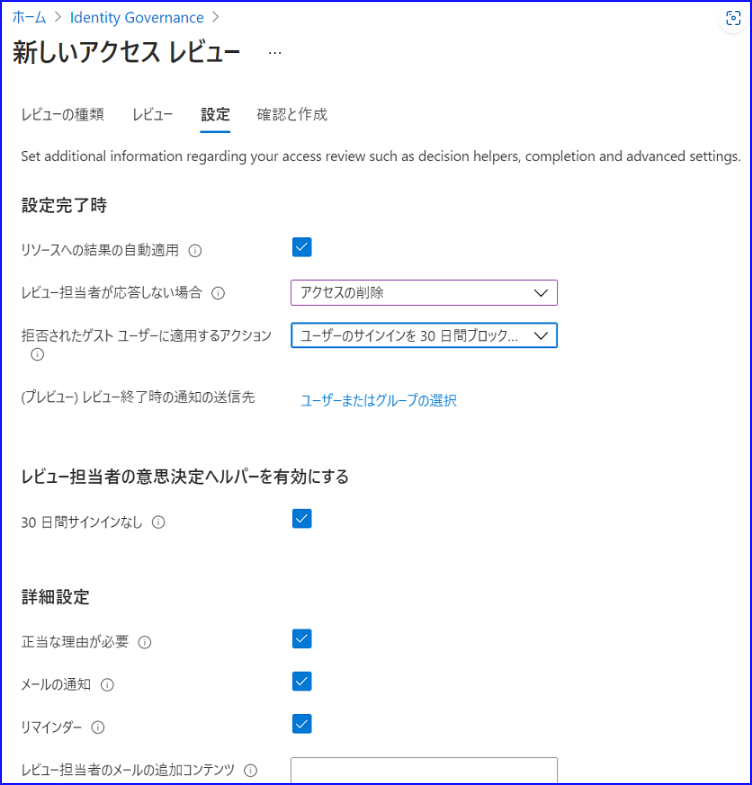 ホーム > Identity Governance >
新しいアクセス レビュー ...
レビューの種類 レビュー 設定 確認と作成
Set additional information regarding your access review such as decision helpers, completion and advanced settings.
設定完了時
リソースへの結果の自動適用
レビュー担当者が応答しない場合 アクセスの削除
拒否されたゲスト ユーザーに適用するアクション ユーザーのサインインを 30 日間ブロック...
(プレビュー) レビュー終了時の通知の送信先 ユーザーまたはグループの選択
レビュー担当者の意思決定ヘルパーを有効にする
30 日間サインインなし
詳細設定
正当な理由が必要
メールの通知
リマインダー
レビュー担当者のメールの追加コンテンツ